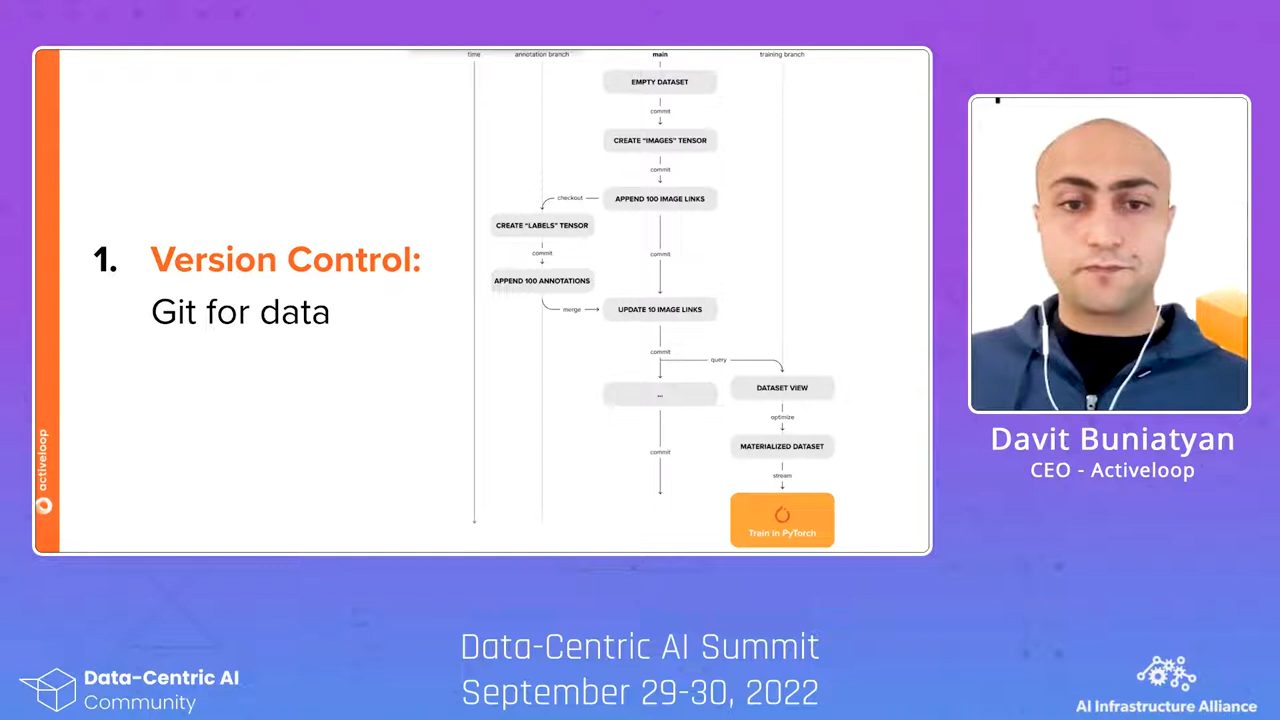 time
annotation branch
main
training branch
EMPTY DATASET
commit
CREATE "IMAGES" TENSOR
commit
checkout
APPEND 100 IMAGE LINKS
CREATE "LABELS" TENSOR
commit
commit
APPEND 100 ANNOTATIONS
merge
UPDATE 10 IMAGE LINKS
commit
query
...
DATASET VIEW
optimize
MATERIALIZED DATASET
commit
stream
Train in PyTorch
1. Version Control:
Git for data
activeloop
Davit Buniatyan
CEO - Activeloop
Data-Centric AI Summit
September 29-30, 2022
Data-Centric AI
Community
AI Infrastructure Alliance